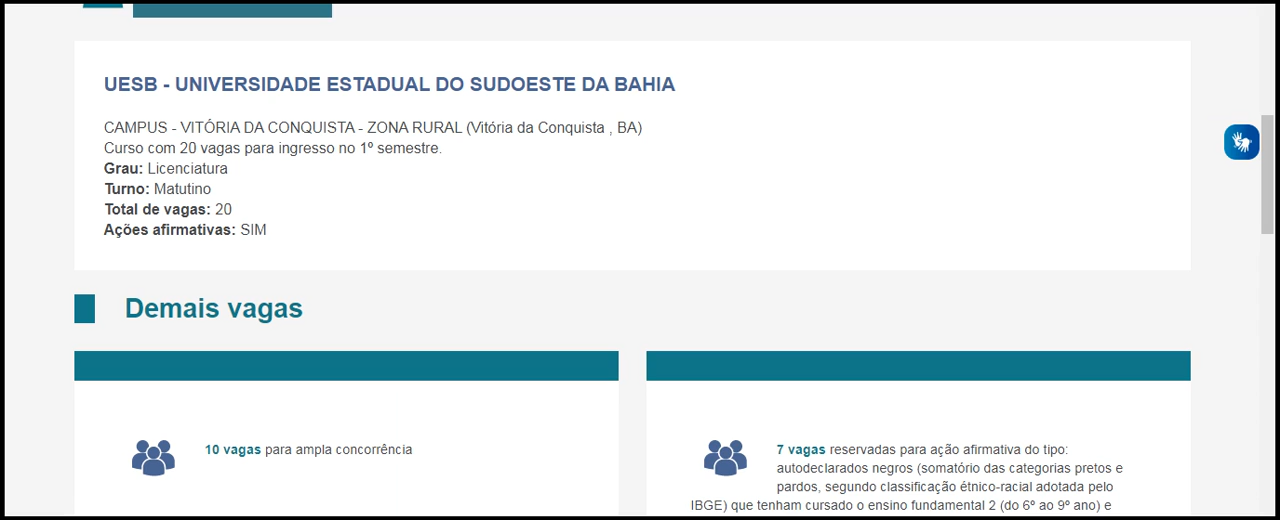 UESB - UNIVERSIDADE ESTADUAL DO SUDOESTE DA BAHIA
CAMPUS - VITÓRIA DA CONQUISTA - ZONA RURAL (Vitória da Conquista , BA)
Curso com 20 vagas para ingresso no 1º semestre.
Grau: Licenciatura
Turno: Matutino
Total de vagas: 20
Ações afirmativas: SIM
Demais vagas
10 vagas para ampla concorrência
7 vagas reservadas para ação afirmativa do tipo:
autodeclarados negros (somatório das categorias pretos e
pardos, segundo classificação étnico-racial adotada pelo
IBGE) que tenham cursado o ensino fundamental 2 (do 6º ao 9º ano) e